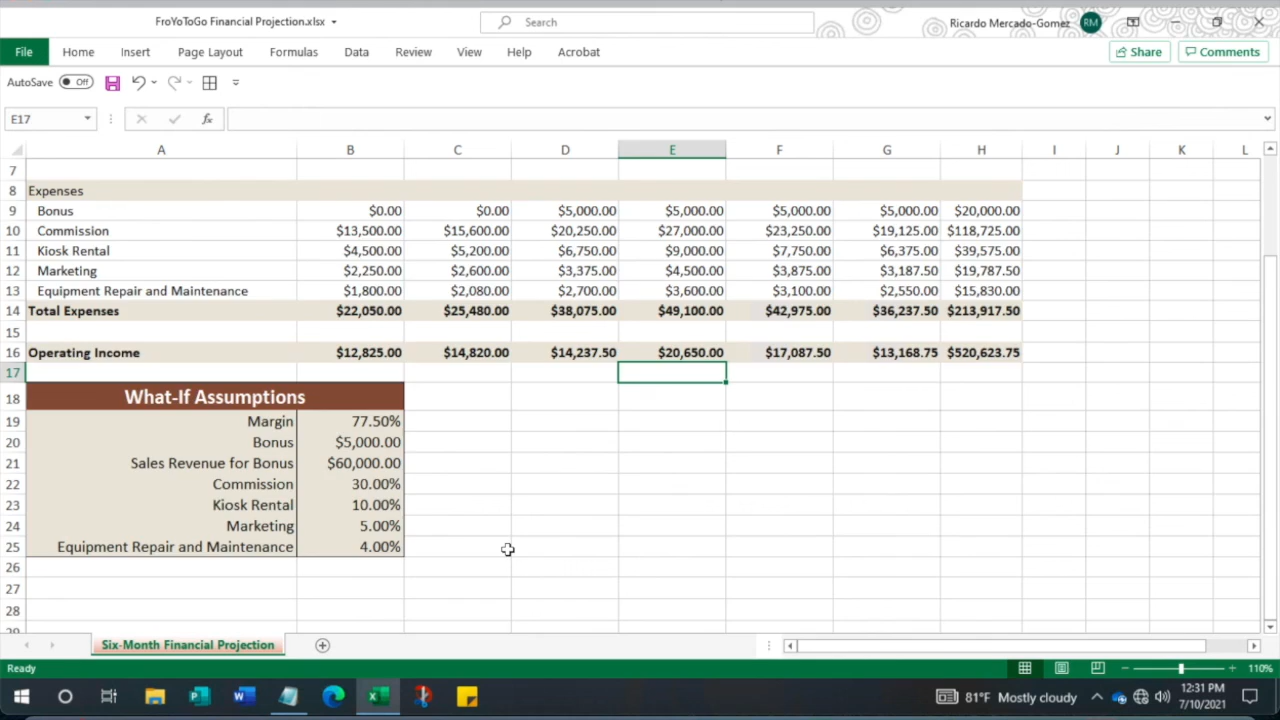 FroYoToGo Financial Projection.xlsx
Search
Ricardo Mercado-Gomez RM
File Home Insert Page Layout Formulas Data Review View Help Acrobat Share Comments
AutoSave Off
E17 fx
A B C D E F G H I J K L
7
8 Expenses
9 Bonus $0.00 $0.00 $5,000.00 $5,000.00 $5,000.00 $5,000.00 $20,000.00
10 Commission $13,500.00 $15,600.00 $20,250.00 $27,000.00 $23,250.00 $19,125.00 $118,725.00
11 Kiosk Rental $4,500.00 $5,200.00 $6,750.00 $9,000.00 $7,750.00 $6,375.00 $39,575.00
12 Marketing $2,250.00 $2,600.00 $3,375.00 $4,500.00 $3,875.00 $3,187.50 $19,787.50
13 Equipment Repair and Maintenance $1,800.00 $2,080.00 $2,700.00 $3,600.00 $3,100.00 $2,550.00 $15,830.00
14 Total Expenses $22,050.00 $25,480.00 $38,075.00 $49,100.00 $42,975.00 $36,237.50 $213,917.50
15
16 Operating Income $12,825.00 $14,820.00 $14,237.50 $20,650.00 $17,087.50 $13,168.75 $520,623.75
17
18 What-If Assumptions
19 Margin 77.50%
20 Bonus $5,000.00
21 Sales Revenue for Bonus $60,000.00
22 Commission 30.00%
23 Kiosk Rental 10.00%
24 Marketing 5.00%
25 Equipment Repair and Maintenance 4.00%
26
27
28
29
Six-Month Financial Projection
Ready 110%
81°F Mostly cloudy 12:31 PM
7/10/2021